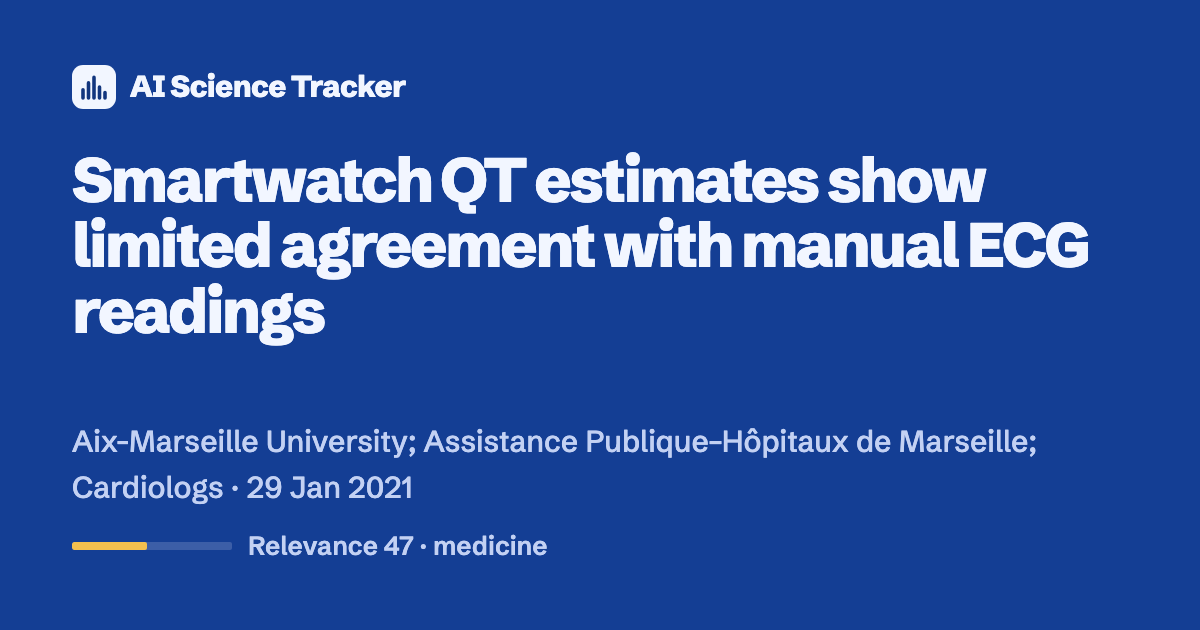 AI Science Tracker
Smartwatch QT estimates show
limited agreement with manual ECG
readings
Aix-Marseille University; Assistance Publique–Hôpitaux de Marseille;
Cardiologs · 29 Jan 2021
Relevance 47 · medicine